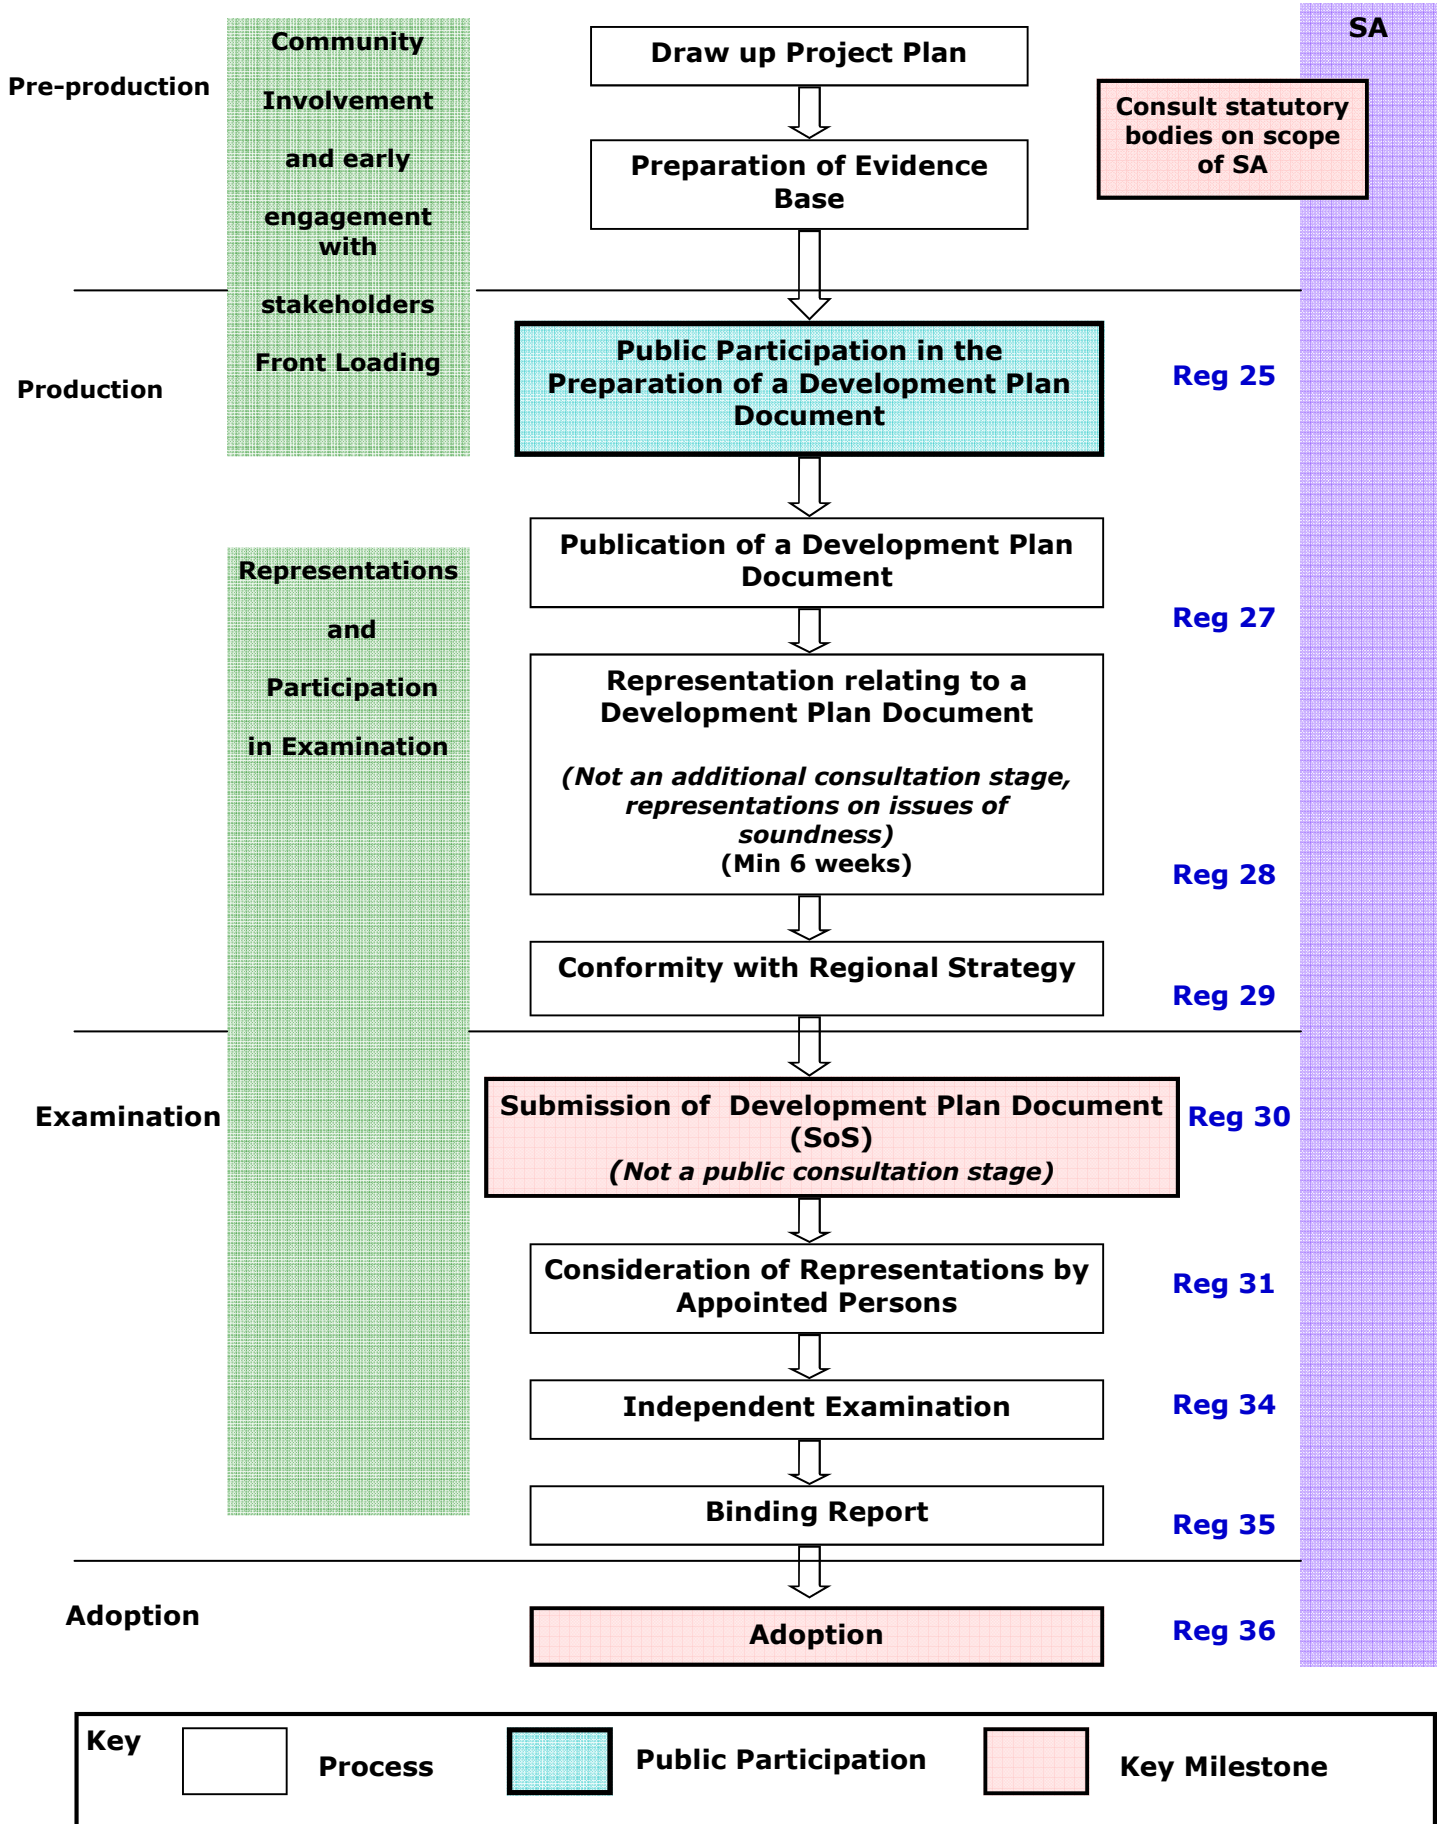 SA
Pre-production
Community
Involvement
and early
engagement
with
stakeholders
Front Loading
Draw up Project Plan
Consult statutory
bodies on scope
of SA
Preparation of Evidence
Base
Production
Public Participation in the
Preparation of a Development Plan
Document
Reg 25
Publication of a Development Plan
Document
Reg 27
Representations
and
Participation
in Examination
Representation relating to a
Development Plan Document
(Not an additional consultation stage,
representations on issues of
soundness)
(Min 6 weeks)
Reg 28
Conformity with Regional Strategy
Reg 29
Examination
Submission of  Development Plan Document
(SoS)
(Not a public consultation stage)
Reg 30
Consideration of Representations by
Appointed Persons
Reg 31
Independent Examination
Reg 34
Binding Report
Reg 35
Adoption
Adoption
Reg 36
Key
Process
Public Participation
Key Milestone